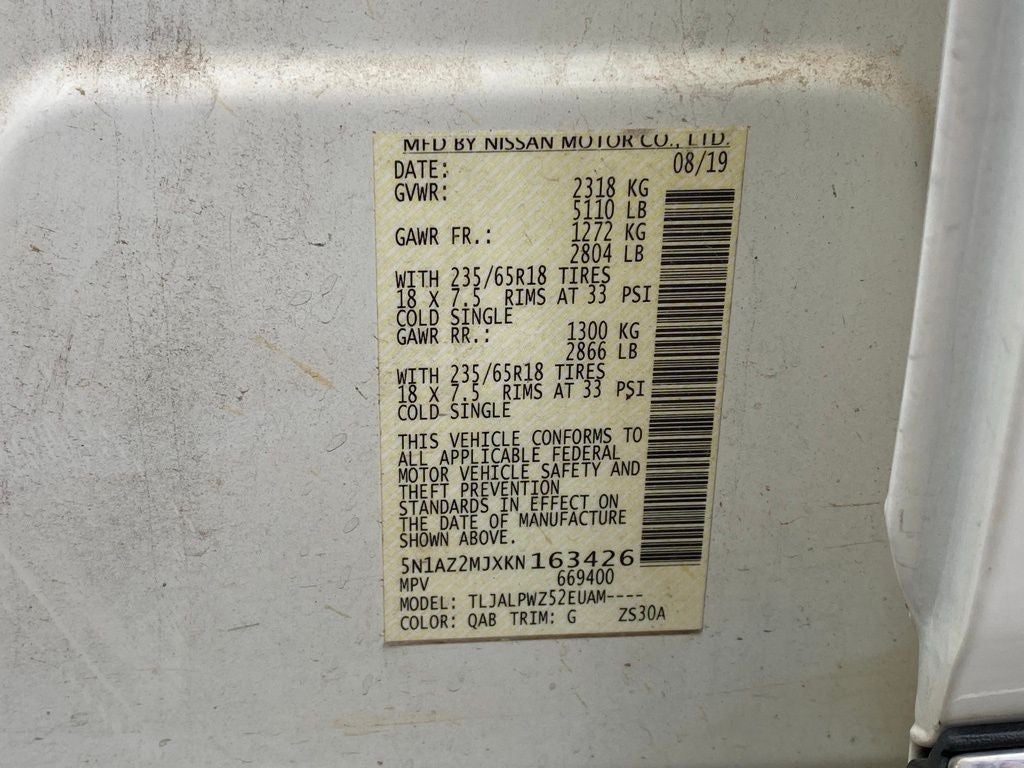 MFD BY NISSAN MOTOR CO., LTD.
DATE: 08/19
GVWR: 2318 KG
5110 LB
GAWR FR.: 1272 KG
2804 LB
WITH 235/65R18 TIRES
18 X 7.5 RIMS AT 33 PSI
COLD SINGLE
GAWR RR.: 1300 KG
2866 LB
WITH 235/65R18 TIRES
18 X 7.5 RIMS AT 33 PSI
COLD SINGLE
THIS VEHICLE CONFORMS TO
ALL APPLICABLE FEDERAL
MOTOR VEHICLE SAFETY AND
THEFT PREVENTION
STANDARDS IN EFFECT ON
THE DATE OF MANUFACTURE
SHOWN ABOVE.
5N1AZ2MJXKN163426
MPV 669400
MODEL: TLJALPWZ52EUAM----
COLOR: QAB TRIM: G ZS30A